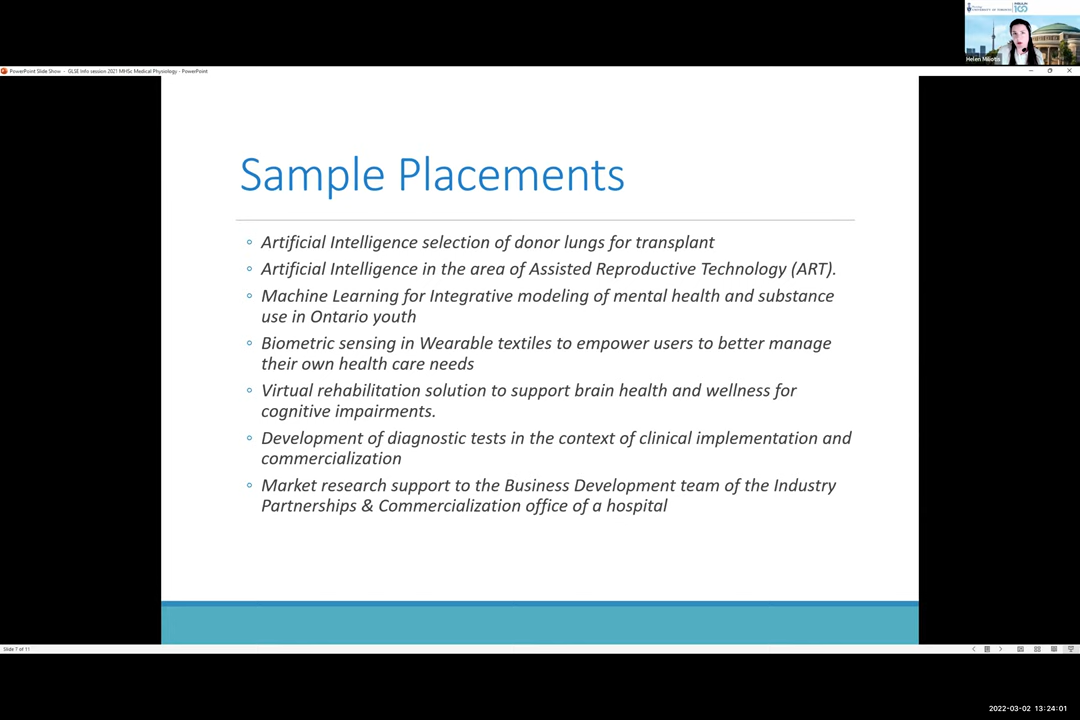 UNIVERSITY OF TORONTO
100
Helen Miliotis
PowerPoint Slide Show - GLSE Info session 2021 MHSc Medical Physiology - PowerPoint
Sample Placements
Artificial Intelligence selection of donor lungs for transplant
Artificial Intelligence in the area of Assisted Reproductive Technology (ART).
Machine Learning for Integrative modeling of mental health and substance
use in Ontario youth
Biometric sensing in Wearable textiles to empower users to better manage
their own health care needs
Virtual rehabilitation solution to support brain health and wellness for
cognitive impairments.
Development of diagnostic tests in the context of clinical implementation and
commercialization
Market research support to the Business Development team of the Industry
Partnerships & Commercialization office of a hospital
Slide 7 of 11
2022-03-02 13:24:01